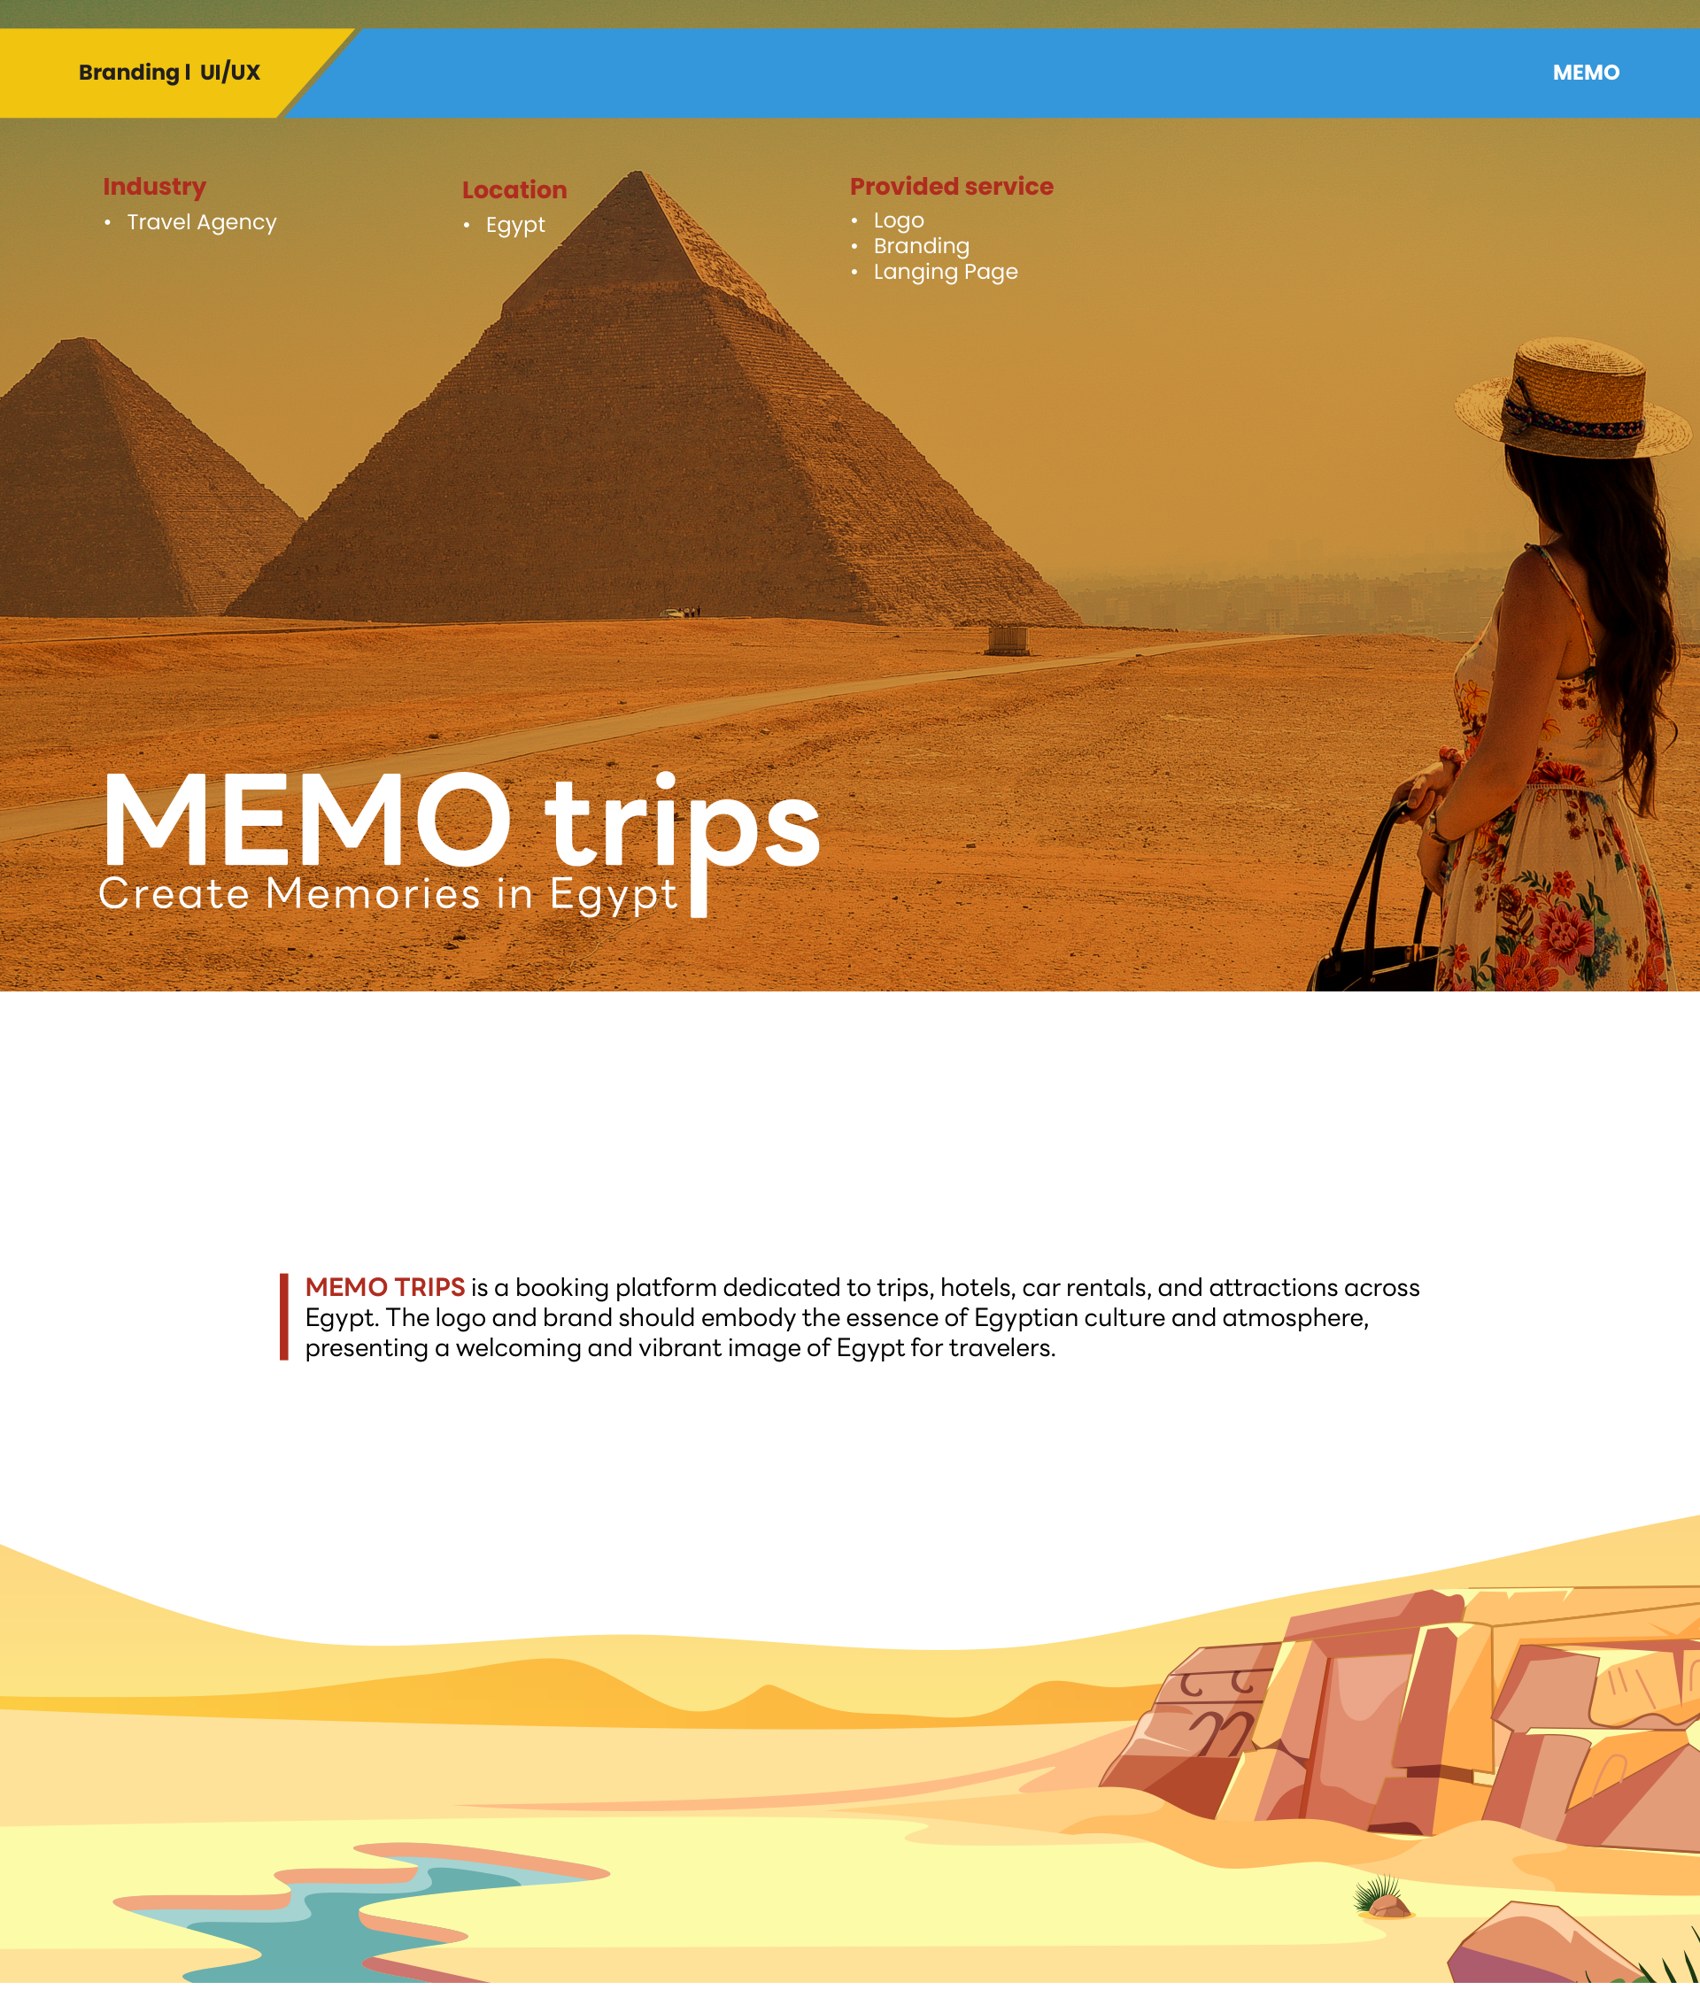 Branding l UI/UX
MEMO
Industry
• Travel Agency
Location
• Egypt
Provided service
• Logo
• Branding
• Langing Page
MEMO trips
Create Memories in Egypt
MEMO TRIPS is a booking platform dedicated to trips, hotels, car rentals, and attractions across
Egypt. The logo and brand should embody the essence of Egyptian culture and atmosphere,
presenting a welcoming and vibrant image of Egypt for travelers.